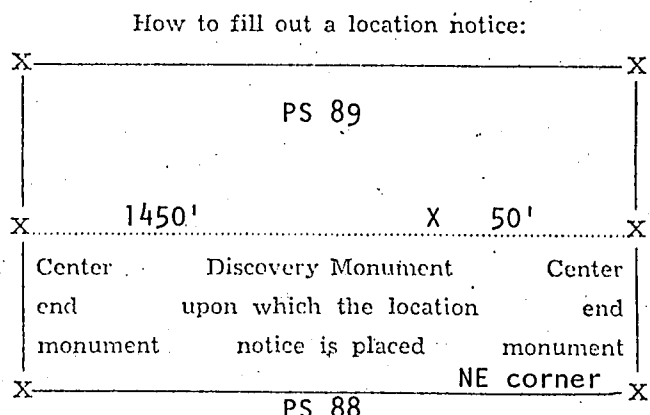 How to fill out a location notice:
X X
PS 89
X 1450' X 50' X
Center Discovery Monument Center
end upon which the location end
monument notice is placed monument
NE corner
X X
PS 88